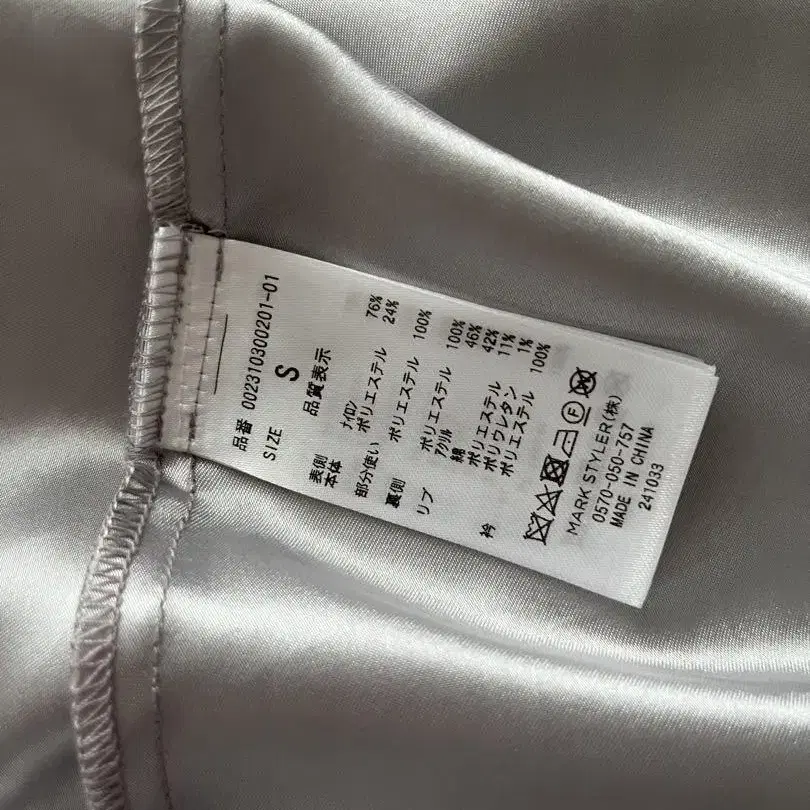 品番 002310300201-01
SIZE S
品質表示
表側
本体 ナイロン 76%
ポリエステル 24%
部分使い ポリエステル 100%
裏側 ポリエステル 100%
リブ アクリル 46%
綿 42%
ポリエステル 11%
ポリウレタン 1%
衿 ポリエステル 100%
MARK STYLER(株)
0570-050-757
MADE IN CHINA
241033